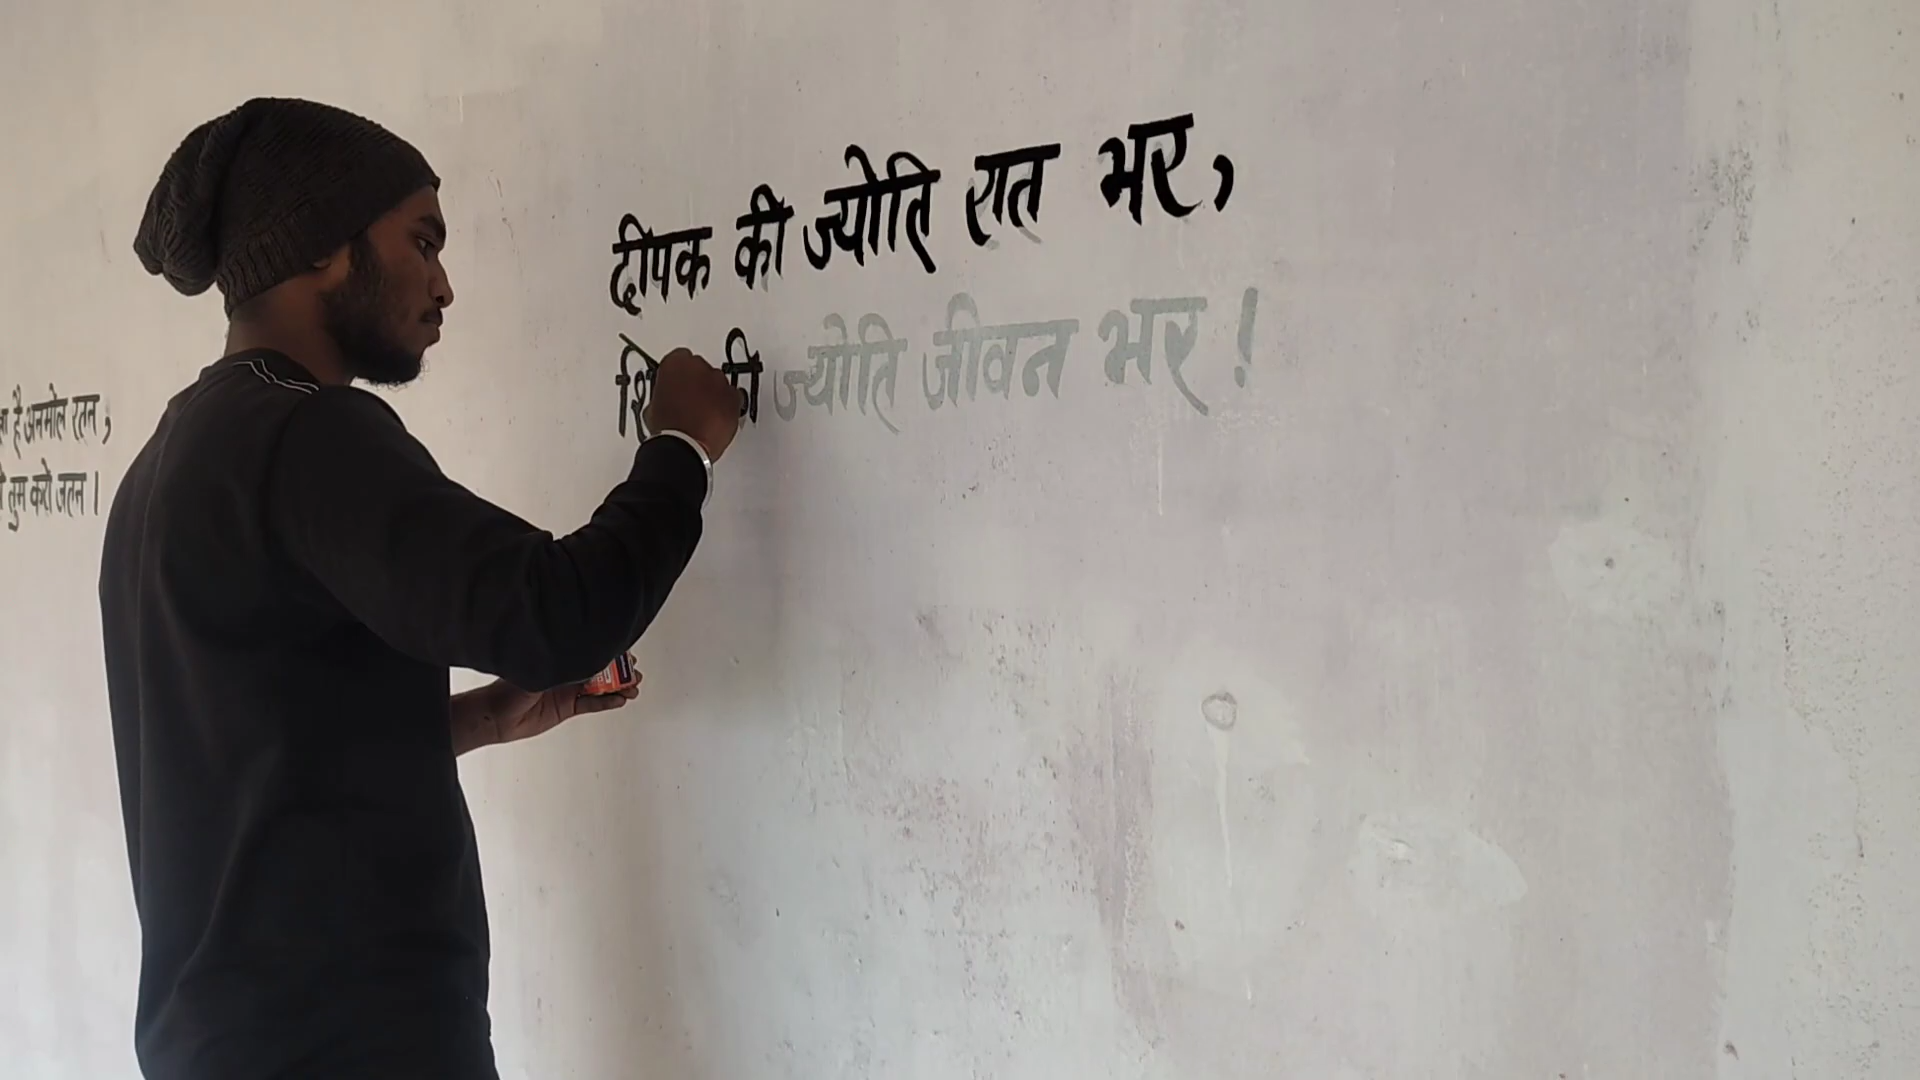 है अनमोल रतन,
तुम करो जतन।
दीपक की ज्योति रात भर,
की ज्योति जीवन भर!